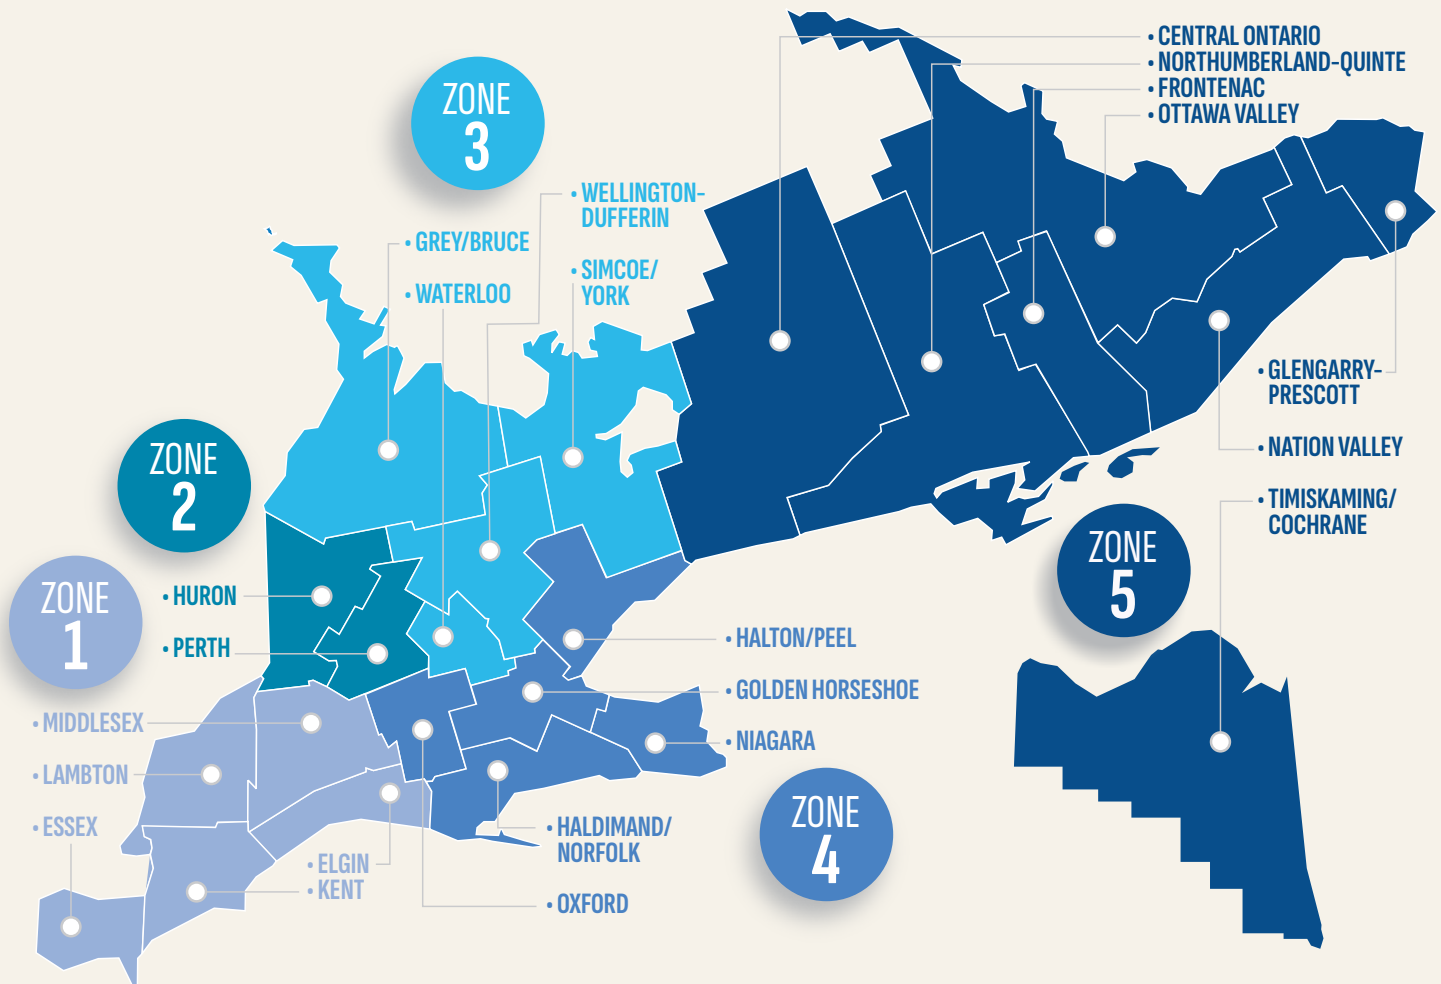 ZONE
3
• WELLINGTON-
DUFFERIN
• GREY/BRUCE
• SIMCOE/
YORK
• WATERLOO
• CENTRAL ONTARIO
• NORTHUMBERLAND-QUINTE
• FRONTENAC
• OTTAWA VALLEY
• GLENGARRY-
PRESCOTT
• NATION VALLEY
• TIMISKAMING/
COCHRANE
ZONE
5
ZONE
2
• HURON
• PERTH
ZONE
1
• MIDDLESEX
• LAMBTON
• ESSEX
• ELGIN
• KENT
• HALTON/PEEL
• GOLDEN HORSESHOE
• NIAGARA
ZONE
4
• HALDIMAND/
NORFOLK
• OXFORD